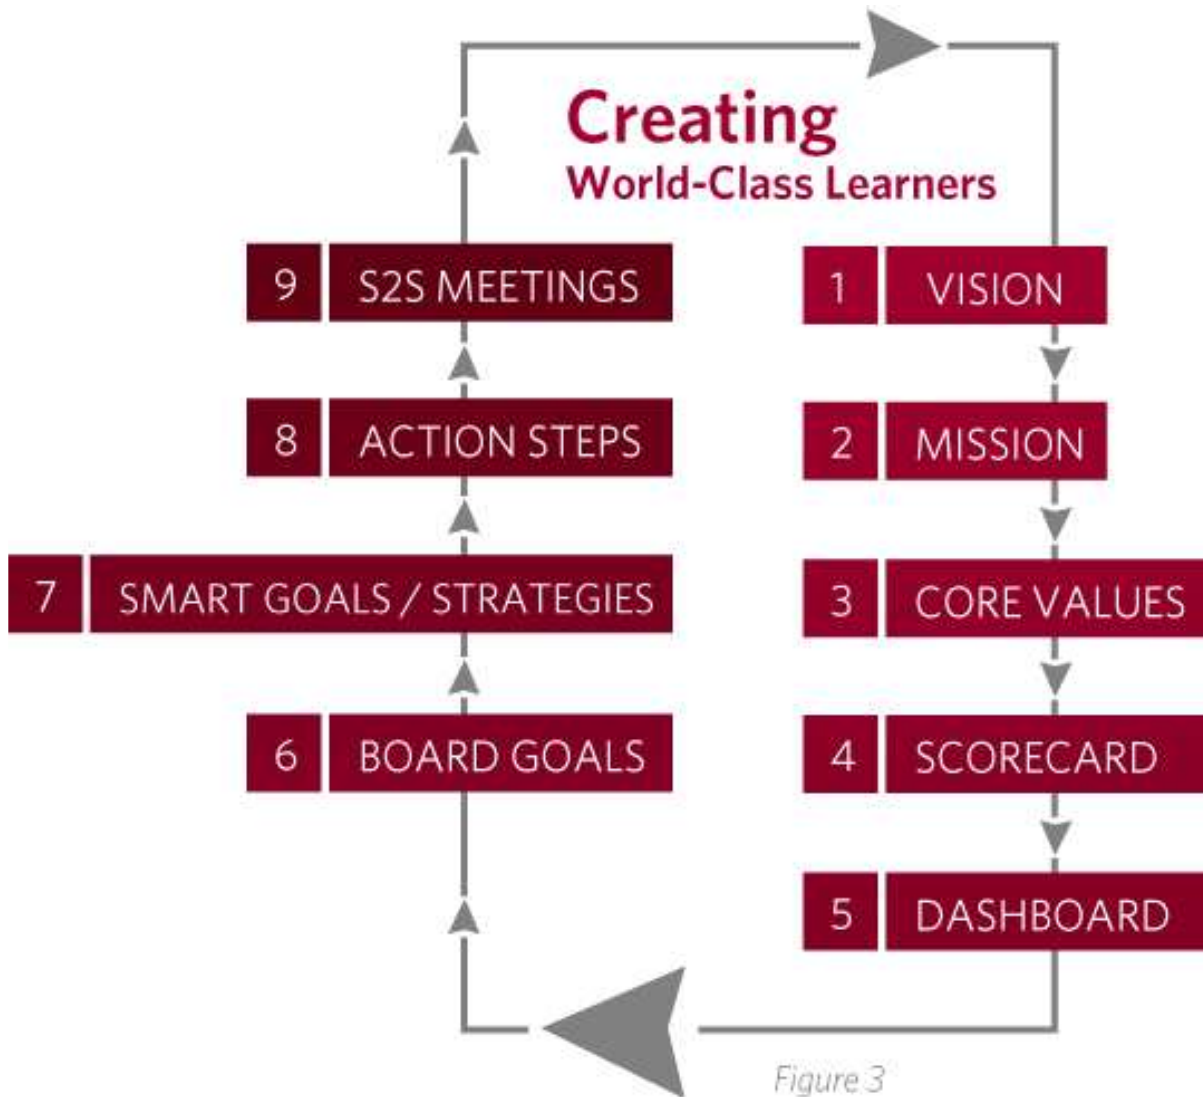 Creating
World-Class Learners
1 VISION
2 MISSION
3 CORE VALUES
4 SCORECARD
5 DASHBOARD
6 BOARD GOALS
7 SMART GOALS / STRATEGIES
8 ACTION STEPS
9 S2S MEETINGS
Figure 3